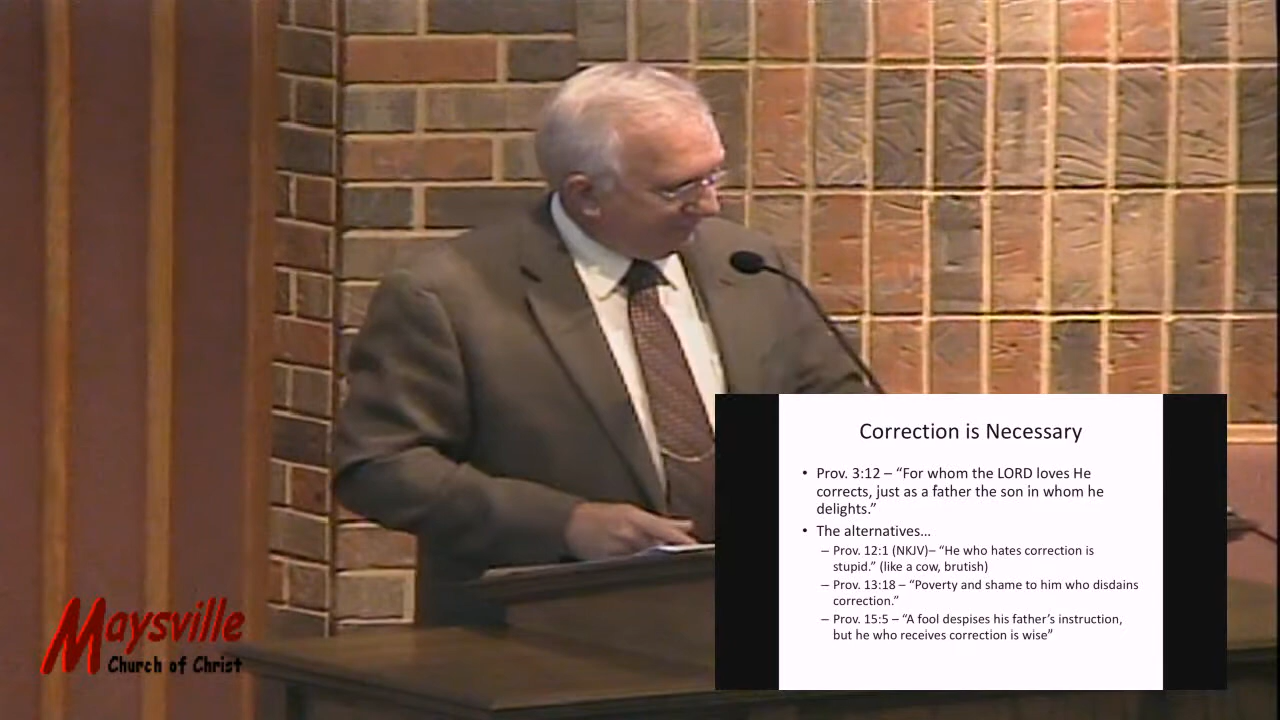 Correction is Necessary
• Prov. 3:12 – “For whom the LORD loves He
corrects, just as a father the son in whom he
delights.”
• The alternatives…
– Prov. 12:1 (NKJV)– “He who hates correction is
stupid.” (like a cow, brutish)
– Prov. 13:18 – “Poverty and shame to him who disdains
correction.”
– Prov. 15:5 – “A fool despises his father’s instruction,
but he who receives correction is wise”
Maysville
Church of Christ